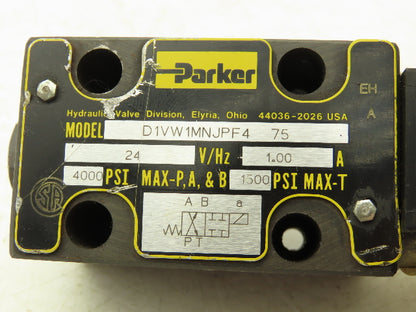 Parker
EH
A
Hydraulic Valve Division, Elyria, Ohio 44036-2026 USA
MODEL D1VW1MNJPF4 75
24 V/Hz 1.00 A
4000 PSI MAX-P, A, & B 1500 PSI MAX-T
A B a
P T
SA